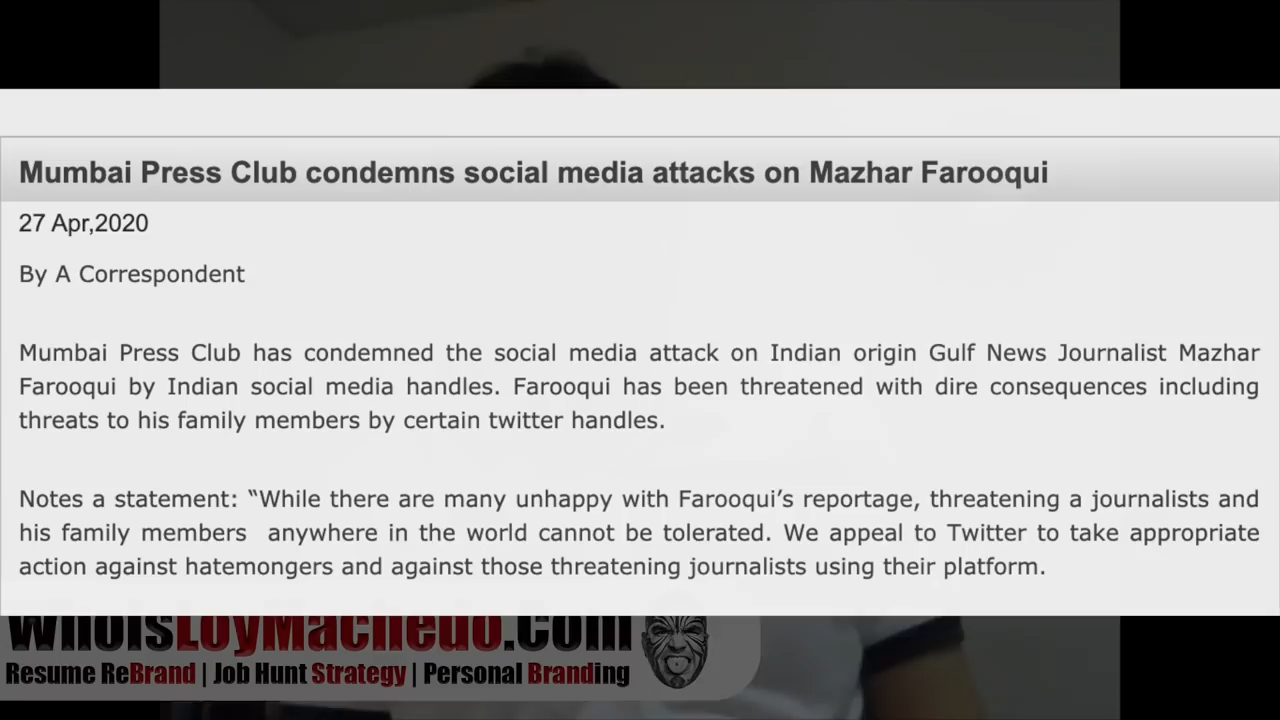 Mumbai Press Club condemns social media attacks on Mazhar Farooqui
27 Apr,2020
By A Correspondent
Mumbai Press Club has condemned the social media attack on Indian origin Gulf News Journalist Mazhar
Farooqui by Indian social media handles. Farooqui has been threatened with dire consequences including
threats to his family members by certain twitter handles.
Notes a statement: “While there are many unhappy with Farooqui’s reportage, threatening a journalists and
his family members anywhere in the world cannot be tolerated. We appeal to Twitter to take appropriate
action against hatemongers and against those threatening journalists using their platform.
WhoIsLoyMachedo.Com
Resume ReBrand | Job Hunt Strategy | Personal Branding